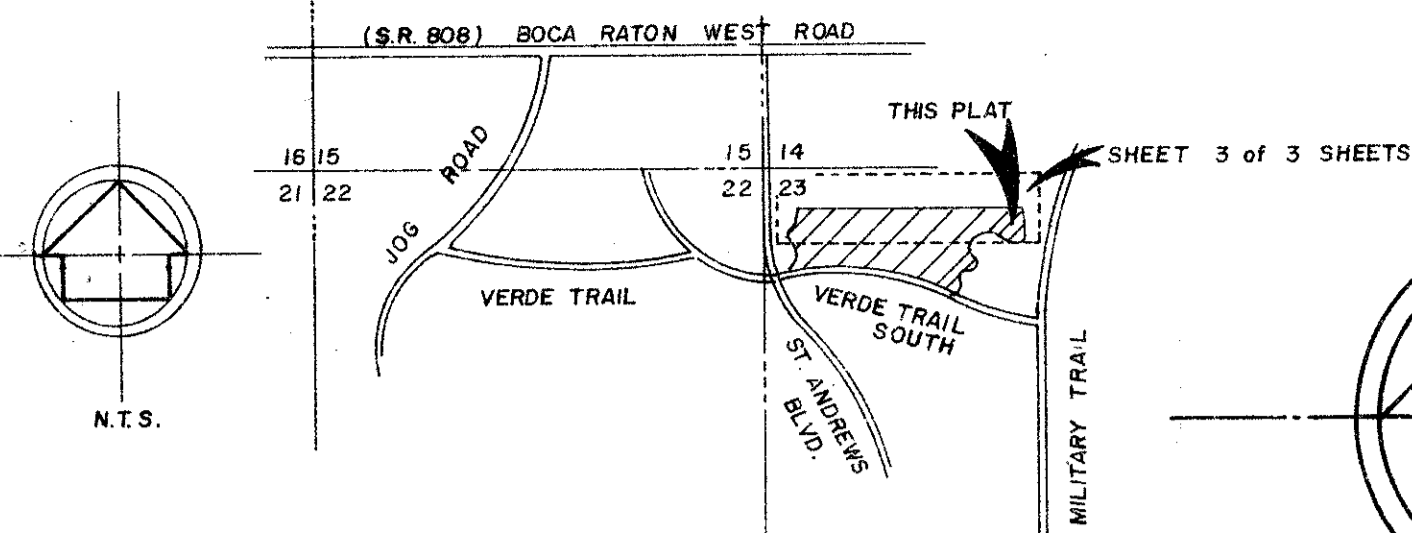 (S.R. 808) BOCA RATON WEST ROAD
THIS PLAT
SHEET 3 of 3 SHEETS
16 15
21 22
15 14
22 23
JOG ROAD
VERDE TRAIL
VERDE TRAIL
SOUTH
ST. ANDREWS
BLVD.
MILITARY TRAIL
N.T.S.